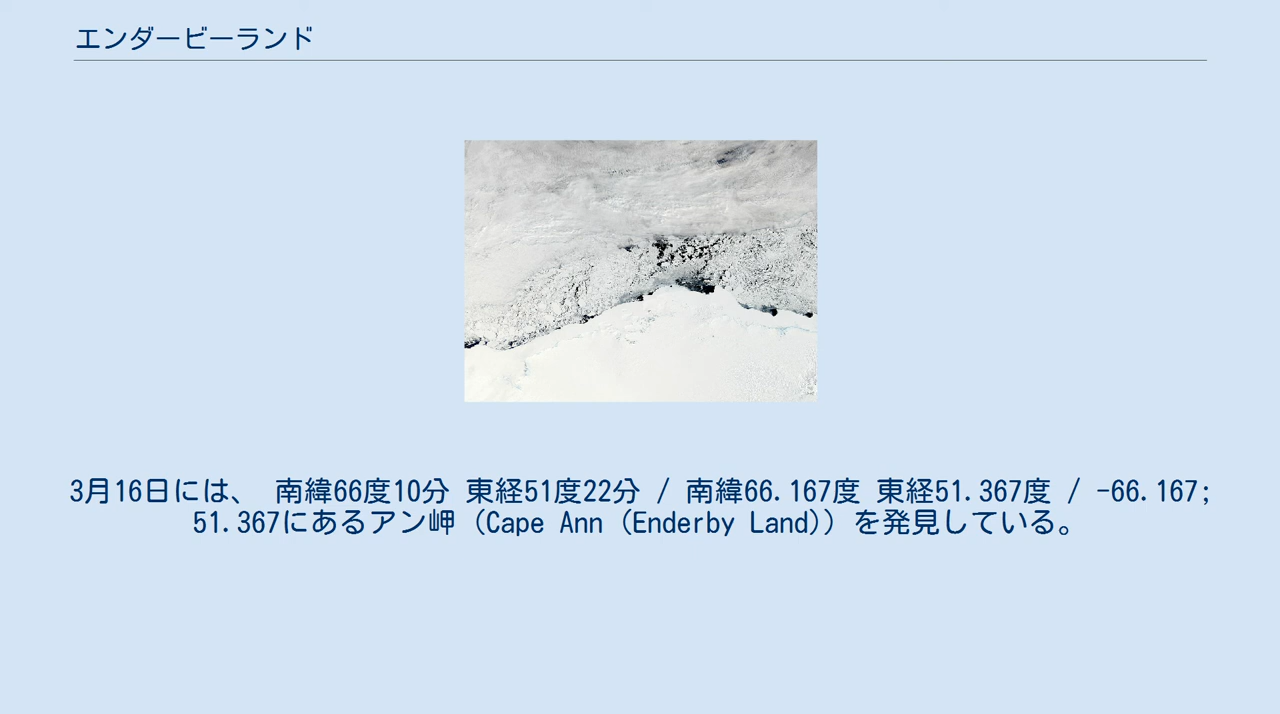 エンダービーランド
3月16日には、 南緯66度10分 東経51度22分 / 南緯66.167度 東経51.367度 / -66.167;
51.367にあるアン岬（Cape Ann (Enderby Land)）を発見している。